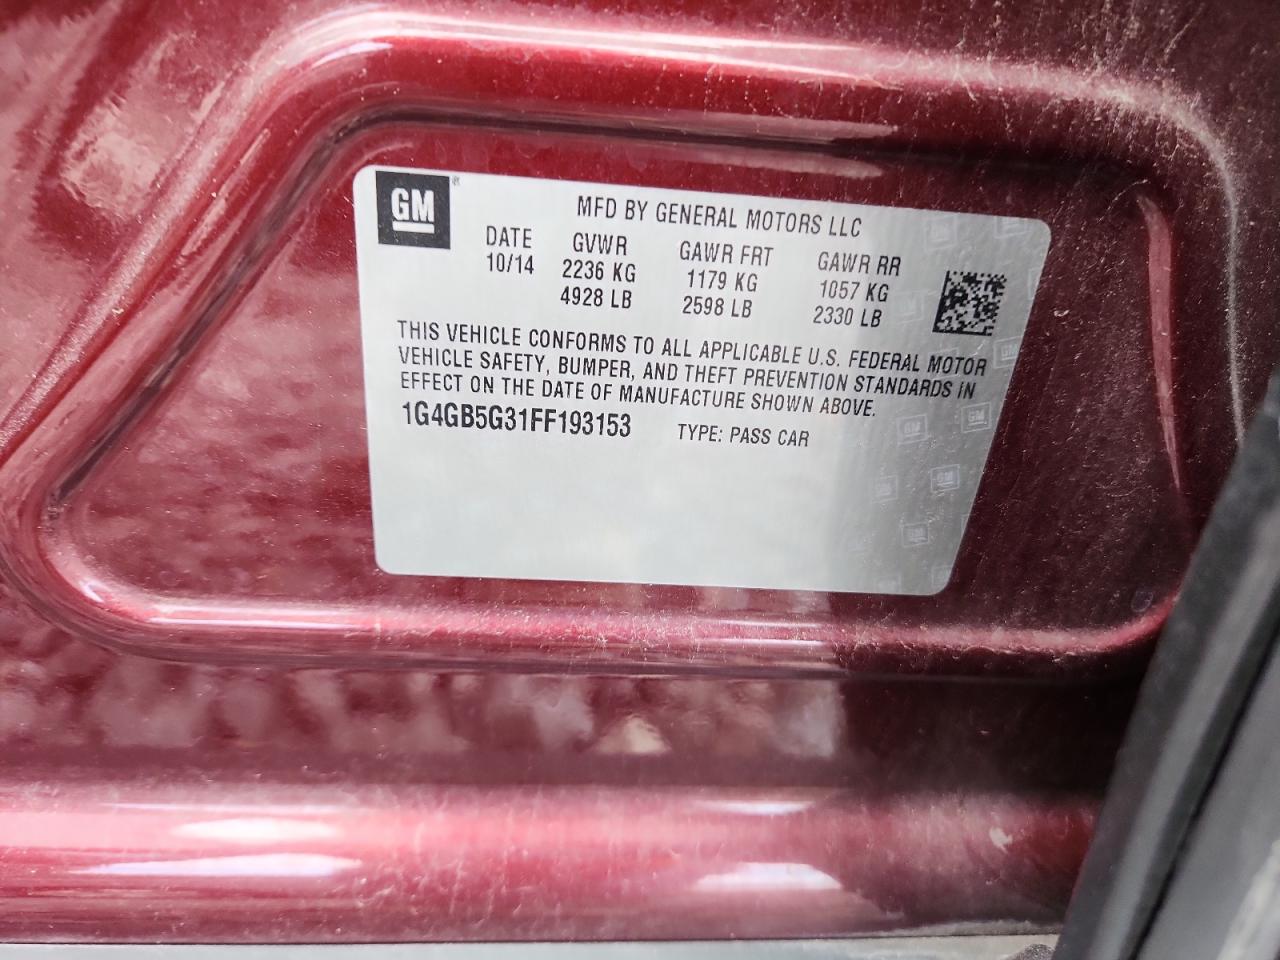 GM
MFD BY GENERAL MOTORS LLC
DATE GVWR GAWR FRT GAWR RR
10/14 2236 KG 1179 KG 1057 KG
4928 LB 2598 LB 2330 LB
THIS VEHICLE CONFORMS TO ALL APPLICABLE U.S. FEDERAL MOTOR
VEHICLE SAFETY, BUMPER, AND THEFT PREVENTION STANDARDS IN
EFFECT ON THE DATE OF MANUFACTURE SHOWN ABOVE.
1G4GB5G31FF193153 TYPE: PASS CAR